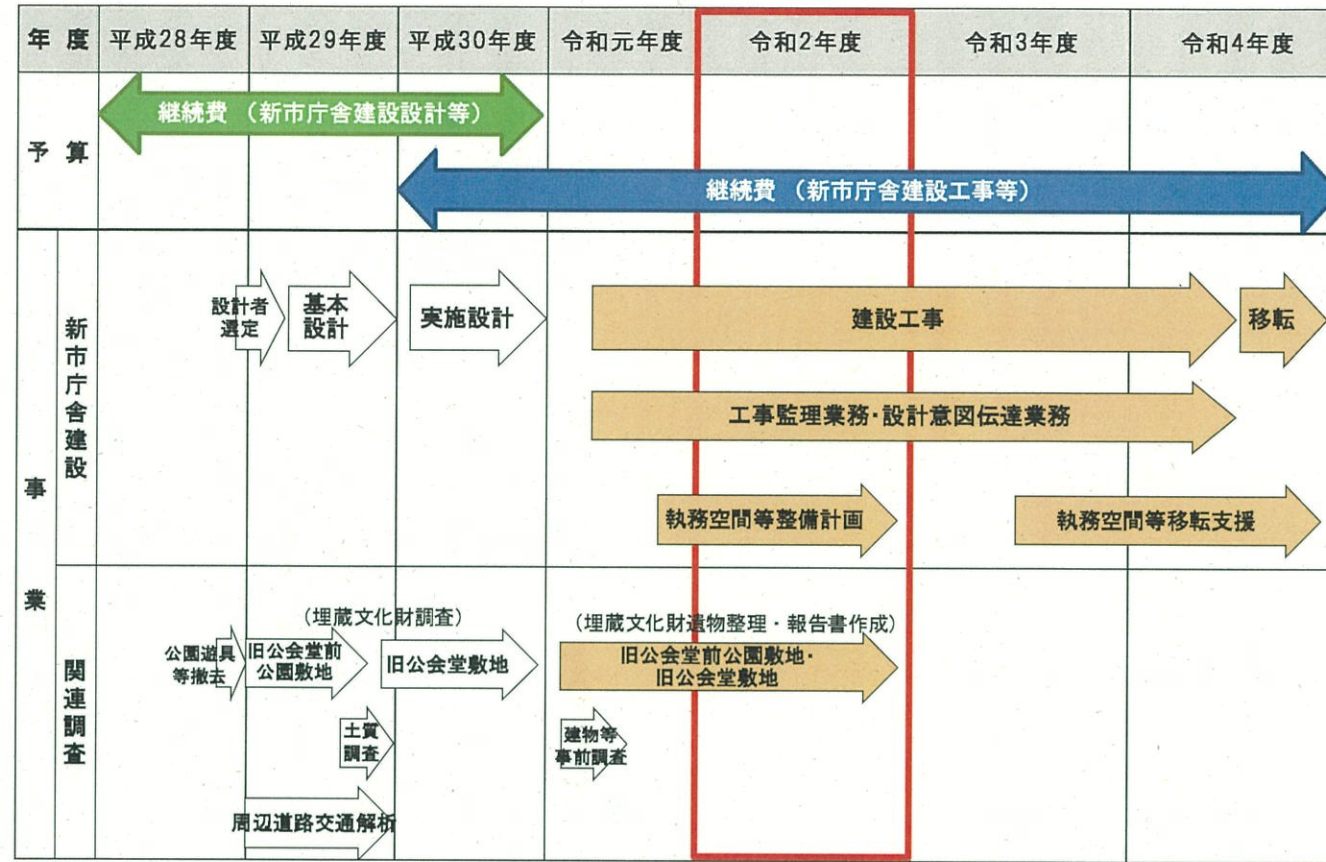 年度 平成28年度 平成29年度 平成30年度 令和元年度 令和2年度 令和3年度 令和4年度
予算
継続費（新市庁舎建設設計等）
継続費（新市庁舎建設工事等）
事業
新市庁舎建設
設計者
選定
基本
設計
実施設計
建設工事
移転
工事監理業務・設計意図伝達業務
執務空間等整備計画
執務空間等移転支援
関連調査
（埋蔵文化財調査）
（埋蔵文化財遺物整理・報告書作成）
公園遊具
等撤去
旧公会堂前
公園敷地
旧公会堂敷地
旧公会堂前公園敷地・
旧公会堂敷地
土質
調査
建物等
事前調査
周辺道路交通解析